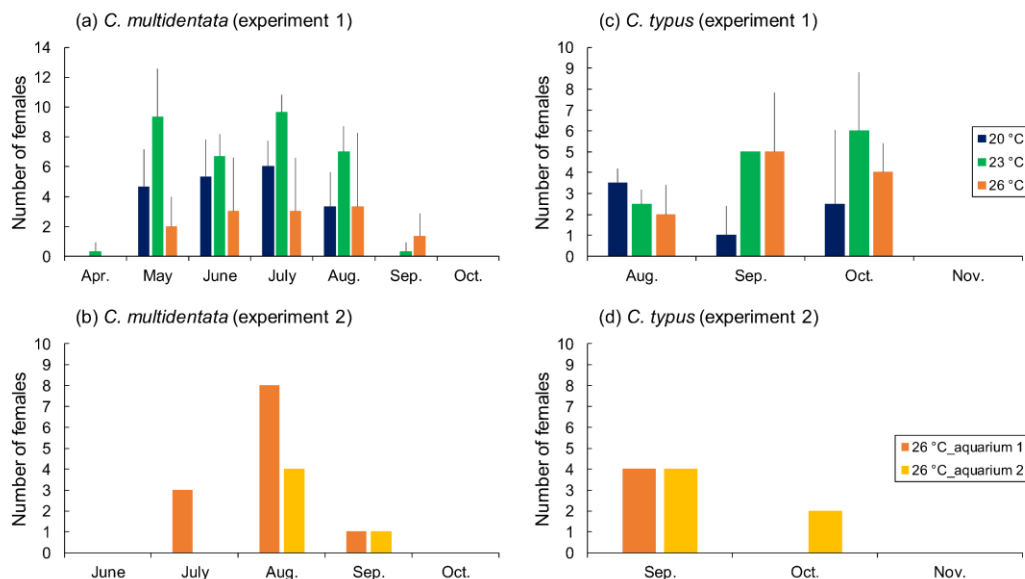 (a) C. multidentata (experiment 1)
Number of females
14
12
10
8
6
4
2
0
Apr. May June July Aug. Sep. Oct.
(c) C. typus (experiment 1)
Number of females
10
9
8
7
6
5
4
3
2
1
0
Aug. Sep. Oct. Nov.
20 °C
23 °C
26 °C
(b) C. multidentata (experiment 2)
Number of females
10
9
8
7
6
5
4
3
2
1
0
June July Aug. Sep. Oct.
(d) C. typus (experiment 2)
Number of females
10
9
8
7
6
5
4
3
2
1
0
Sep. Oct. Nov.
26 °C_aquarium 1
26 °C_aquarium 2